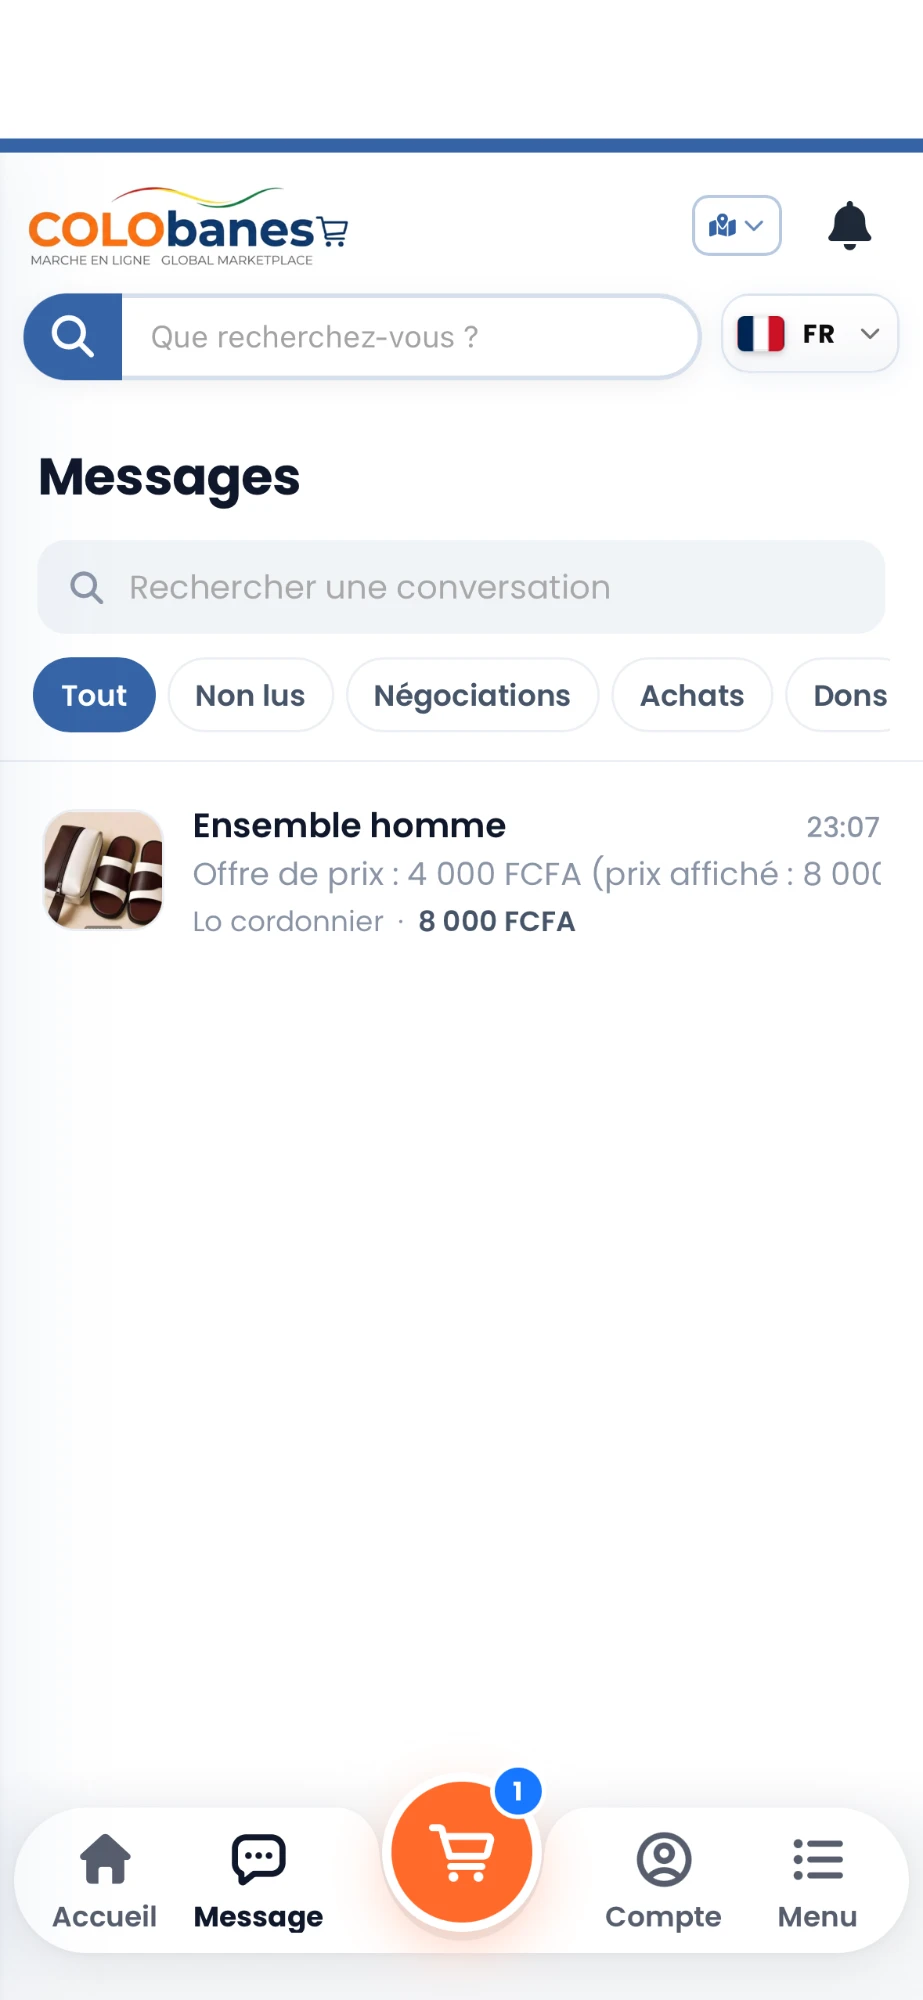 COLObanes
MARCHE EN LIGNE GLOBAL MARKETPLACE
Que recherchez-vous ?
FR
Messages
Rechercher une conversation
Tout
Non lus
Négociations
Achats
Dons
Ensemble homme
23:07
Offre de prix : 4 000 FCFA (prix affiché : 8 000
Lo cordonnier · 8 000 FCFA
1
Accueil
Message
Compte
Menu